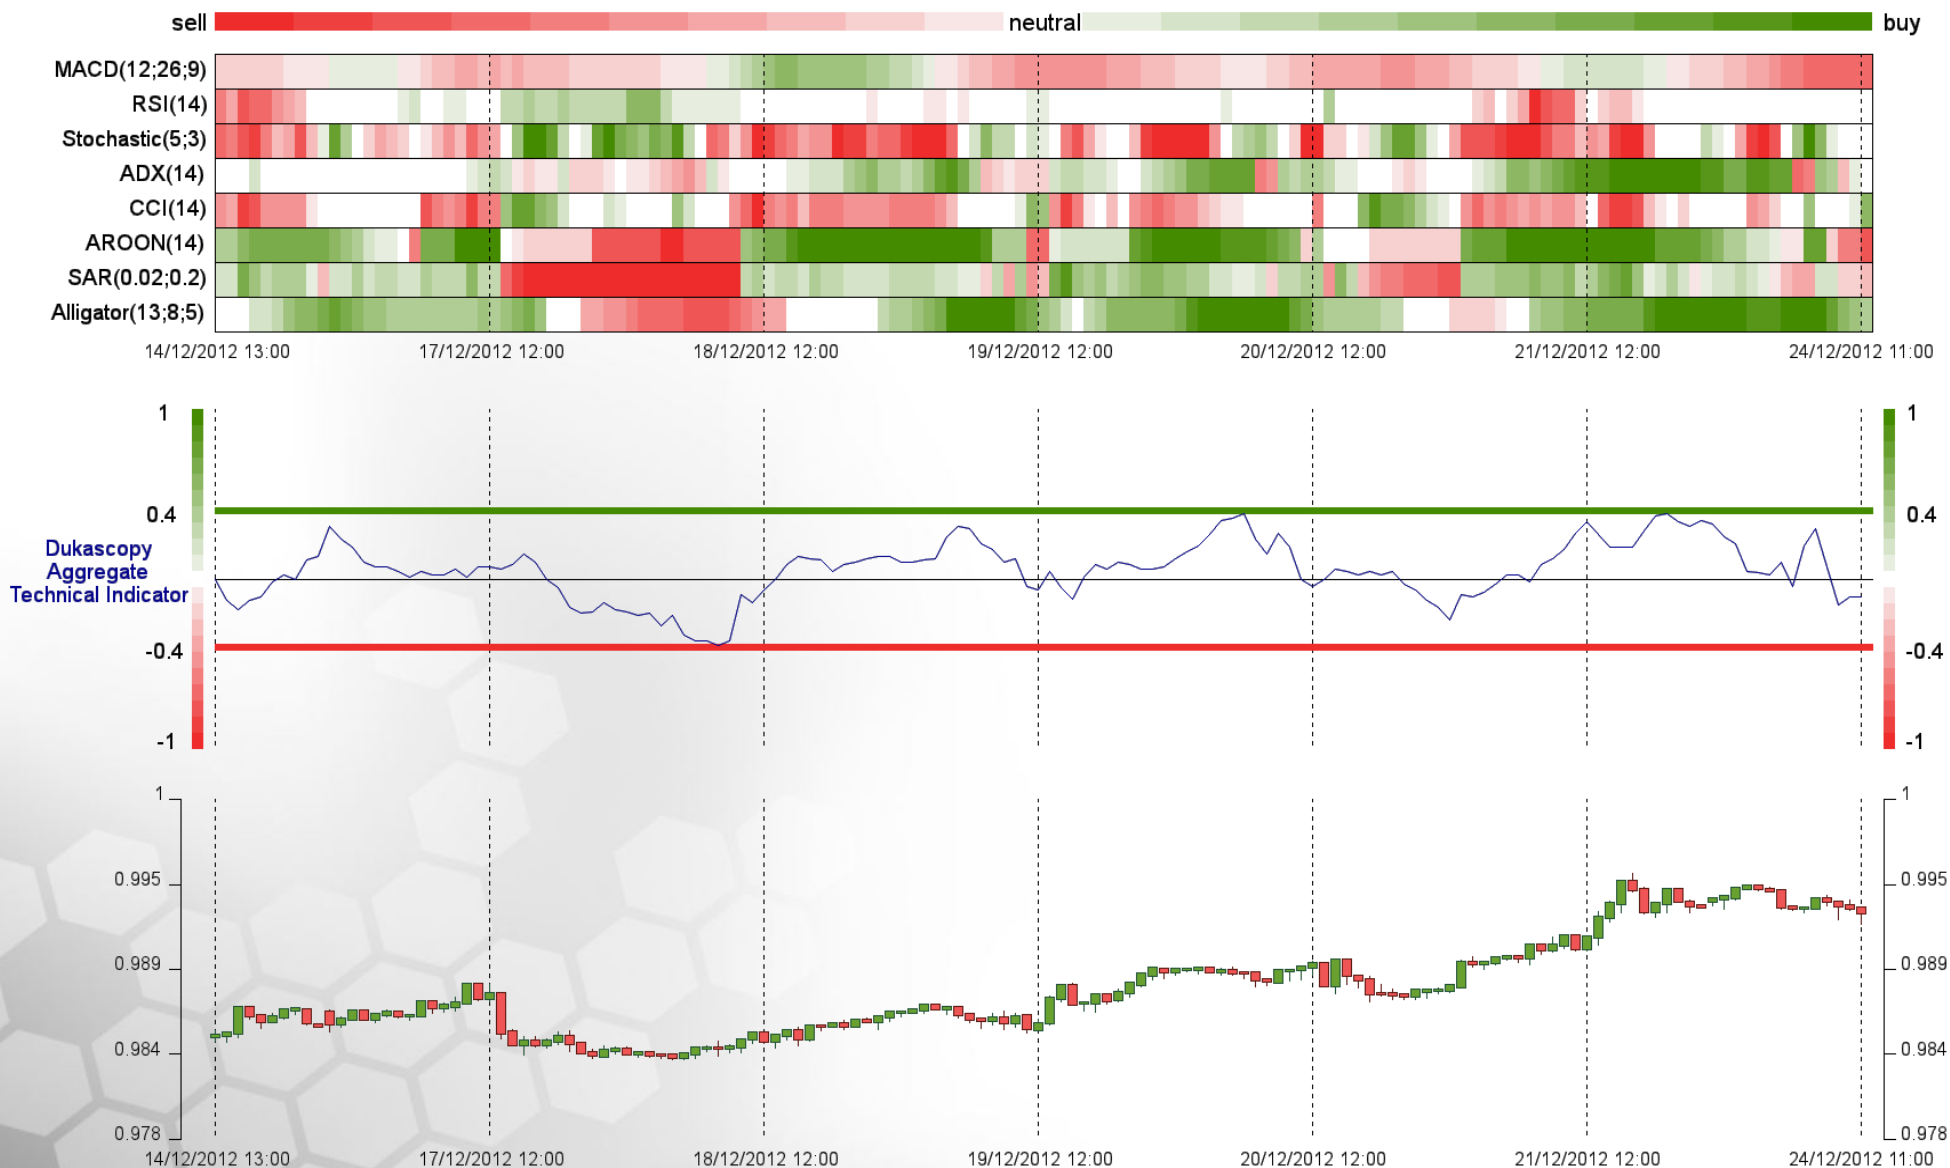 sell neutral buy
MACD(12;26;9)
RSI(14)
Stochastic(5;3)
ADX(14)
CCI(14)
AROON(14)
SAR(0.02;0.2)
Alligator(13;8;5)
14/12/2012 13:00 17/12/2012 12:00 18/12/2012 12:00 19/12/2012 12:00 20/12/2012 12:00 21/12/2012 12:00 24/12/2012 11:00
1 1
0.4 0.4
Dukascopy
Aggregate
Technical Indicator
-0.4 -0.4
-1 -1
1 1
0.995 0.995
0.989 0.989
0.984 0.984
0.978 0.978
14/12/2012 13:00 17/12/2012 12:00 18/12/2012 12:00 19/12/2012 12:00 20/12/2012 12:00 21/12/2012 12:00 24/12/2012 11:00